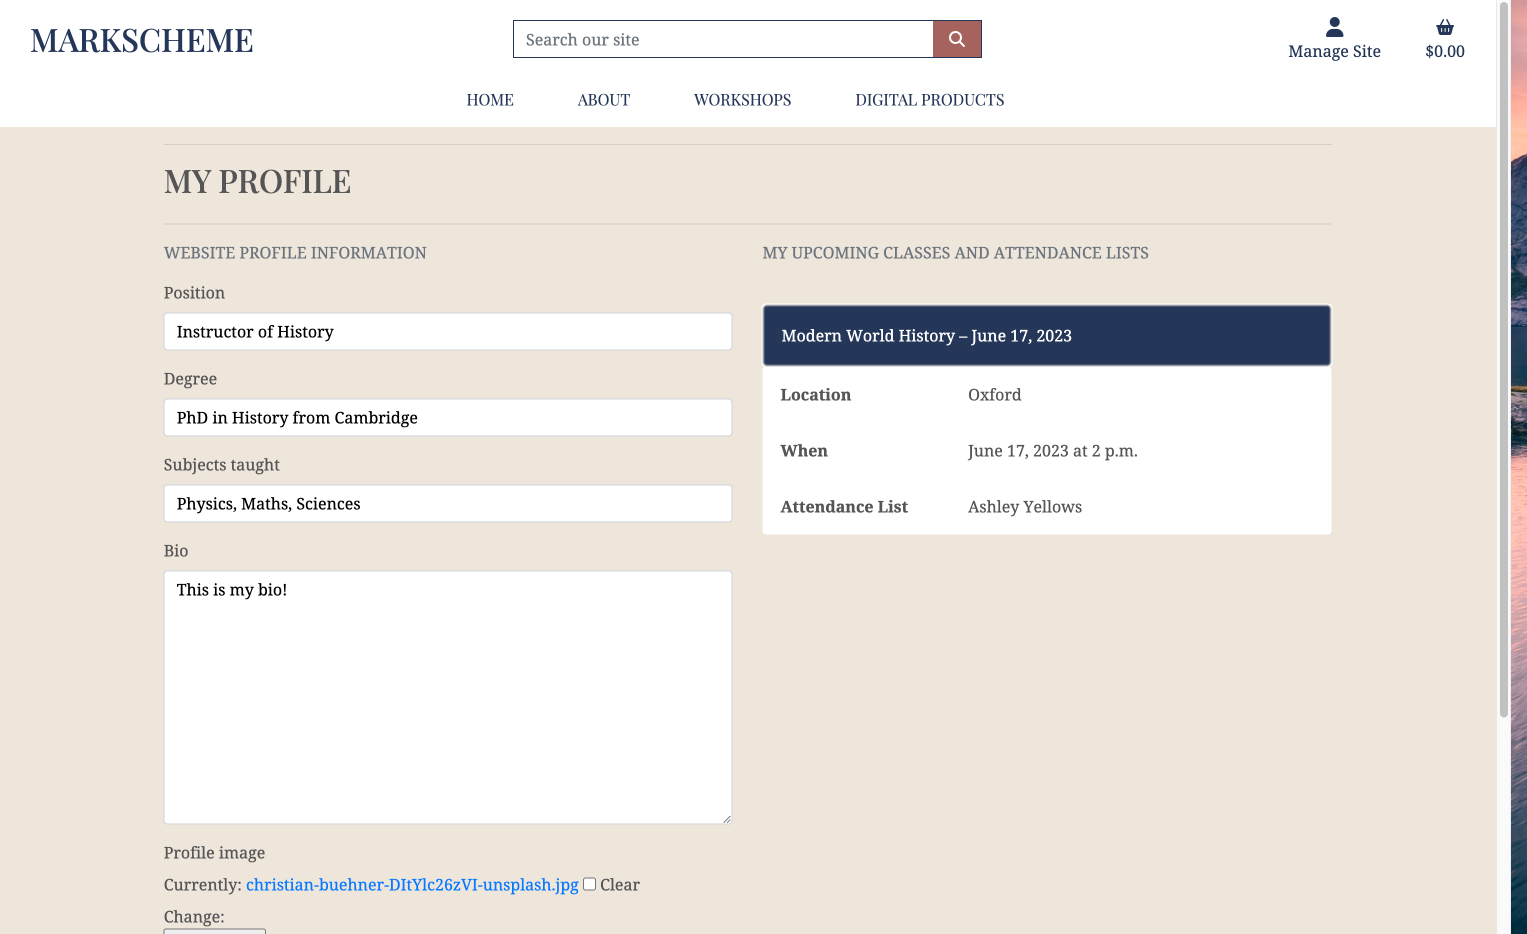 MARKSCHEME
Search our site
Manage Site
$0.00
HOME ABOUT WORKSHOPS DIGITAL PRODUCTS
MY PROFILE
WEBSITE PROFILE INFORMATION
Position
Instructor of History
Degree
PhD in History from Cambridge
Subjects taught
Physics, Maths, Sciences
Bio
This is my bio!
Profile image
Currently: christian-buehner-DItYlc26zVI-unsplash.jpg Clear
Change:
MY UPCOMING CLASSES AND ATTENDANCE LISTS
Modern World History – June 17, 2023
Location Oxford
When June 17, 2023 at 2 p.m.
Attendance List Ashley Yellows